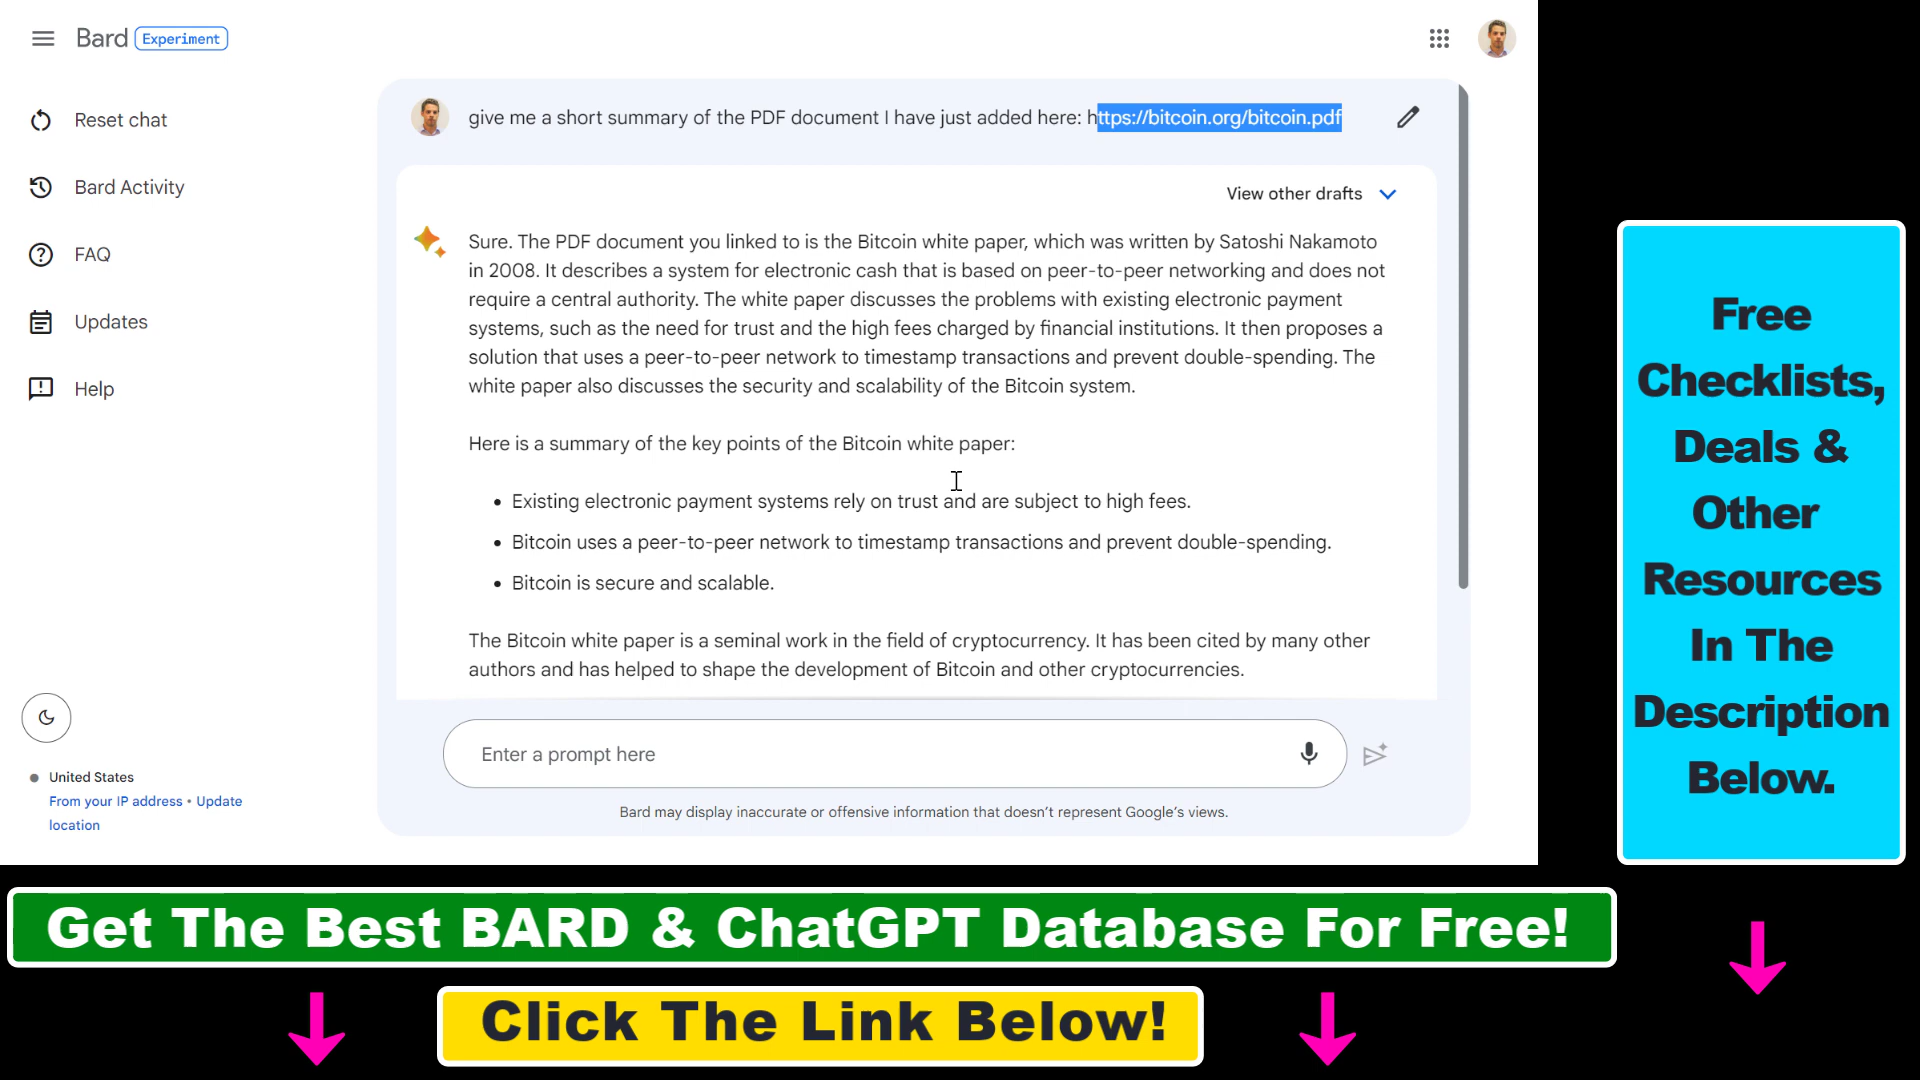 Bard Experiment
Reset chat
Bard Activity
FAQ
Updates
Help
United States
From your IP address • Update
location
give me a short summary of the PDF document I have just added here: https://bitcoin.org/bitcoin.pdf
View other drafts
Sure. The PDF document you linked to is the Bitcoin white paper, which was written by Satoshi Nakamoto
in 2008. It describes a system for electronic cash that is based on peer-to-peer networking and does not
require a central authority. The white paper discusses the problems with existing electronic payment
systems, such as the need for trust and the high fees charged by financial institutions. It then proposes a
solution that uses a peer-to-peer network to timestamp transactions and prevent double-spending. The
white paper also discusses the security and scalability of the Bitcoin system.
Here is a summary of the key points of the Bitcoin white paper:
• Existing electronic payment systems rely on trust and are subject to high fees.
• Bitcoin uses a peer-to-peer network to timestamp transactions and prevent double-spending.
• Bitcoin is secure and scalable.
The Bitcoin white paper is a seminal work in the field of cryptocurrency. It has been cited by many other
authors and has helped to shape the development of Bitcoin and other cryptocurrencies.
Enter a prompt here
Bard may display inaccurate or offensive information that doesn't represent Google's views.
Free
Checklists,
Deals &
Other
Resources
In The
Description
Below.
Get The Best BARD & ChatGPT Database For Free!
Click The Link Below!